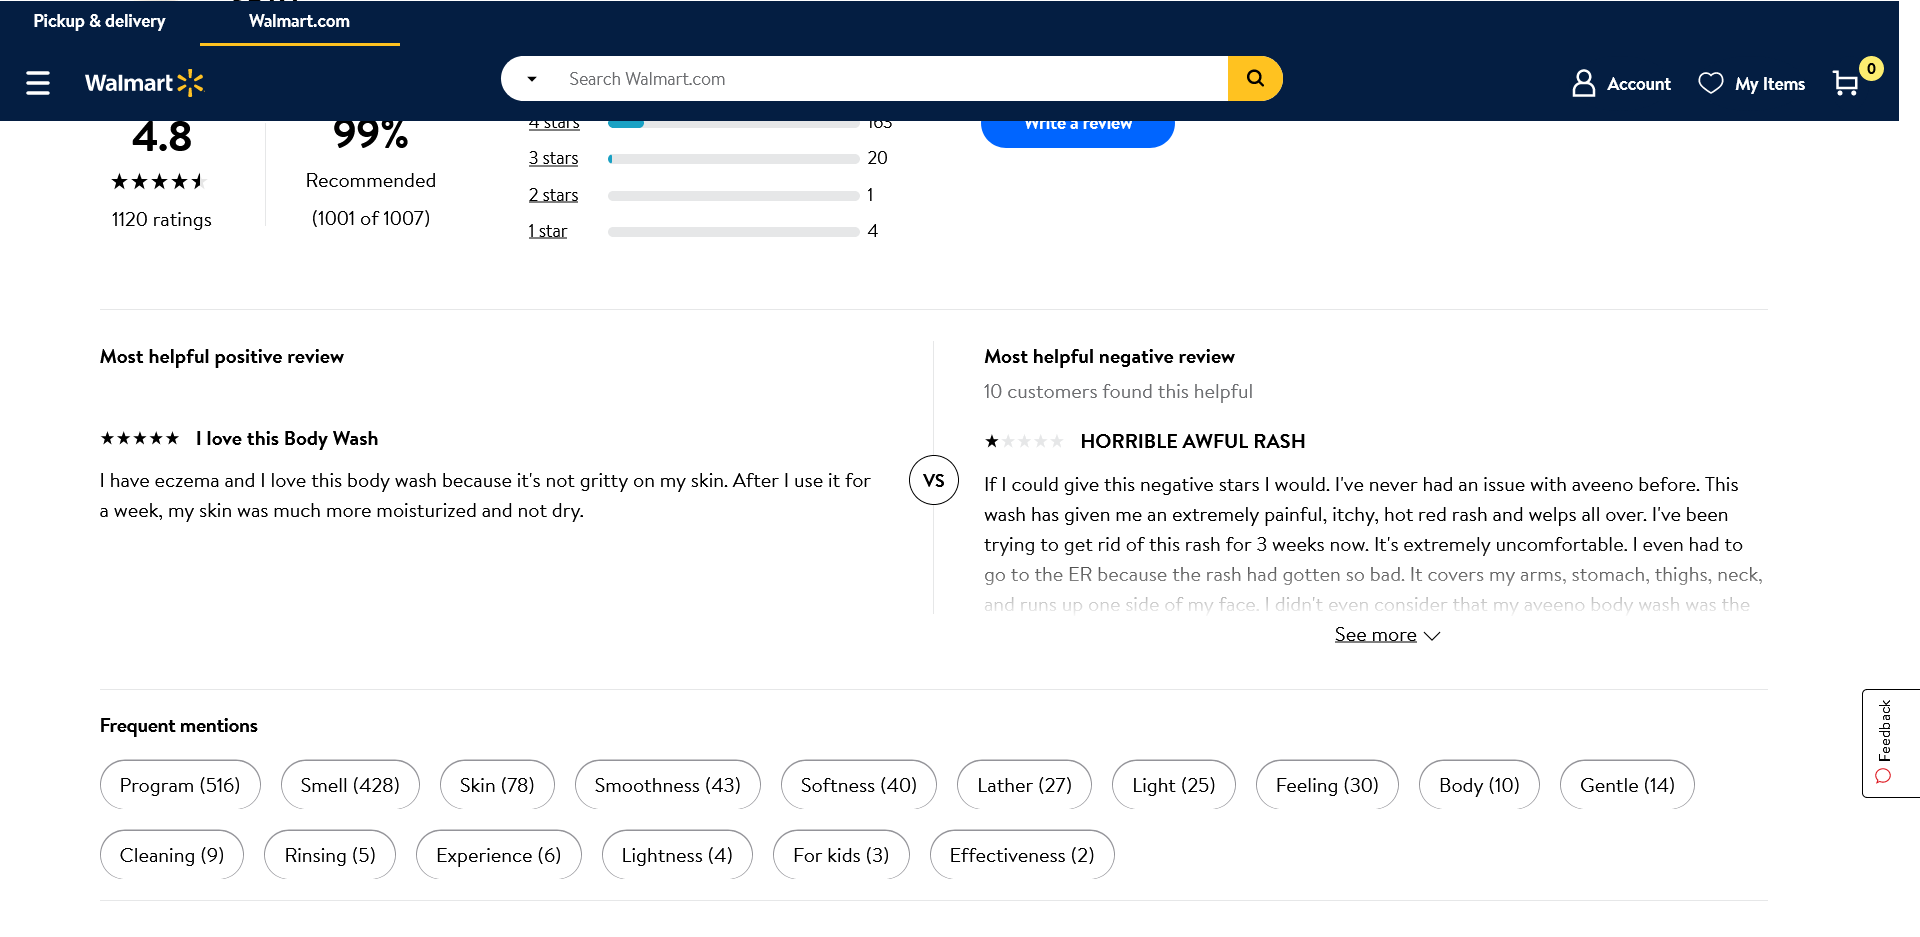 Pickup & delivery
Walmart.com
Walmart
Search Walmart.com
Account
My Items
0
4.8
99%
4 stars
163
Write a review
3 stars
20
Recommended
2 stars
1
1120 ratings
(1001 of 1007)
1 star
4
Most helpful positive review
I love this Body Wash
I have eczema and I love this body wash because it's not gritty on my skin. After I use it for
a week, my skin was much more moisturized and not dry.
VS
Most helpful negative review
10 customers found this helpful
HORRIBLE AWFUL RASH
If I could give this negative stars I would. I've never had an issue with aveeno before. This
wash has given me an extremely painful, itchy, hot red rash and welps all over. I've been
trying to get rid of this rash for 3 weeks now. It's extremely uncomfortable. I even had to
go to the ER because the rash had gotten so bad. It covers my arms, stomach, thighs, neck,
and runs up one side of my face. I didn't even consider that my aveeno body wash was the
See more
Feedback
Frequent mentions
Program (516)
Smell (428)
Skin (78)
Smoothness (43)
Softness (40)
Lather (27)
Light (25)
Feeling (30)
Body (10)
Gentle (14)
Cleaning (9)
Rinsing (5)
Experience (6)
Lightness (4)
For kids (3)
Effectiveness (2)